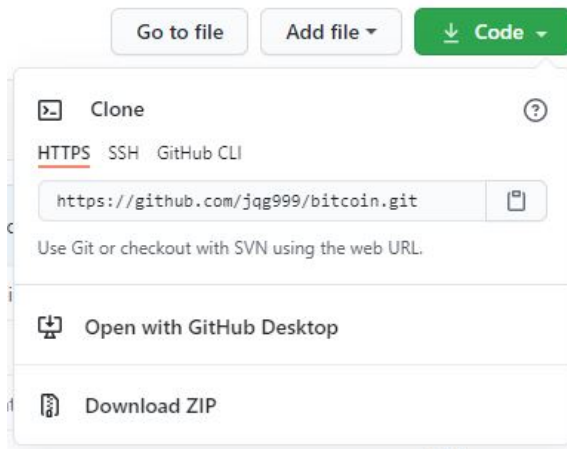 Go to file Add file Code
Clone
HTTPS SSH GitHub CLI
https://github.com/jqg999/bitcoin.git
Use Git or checkout with SVN using the web URL.
Open with GitHub Desktop
Download ZIP